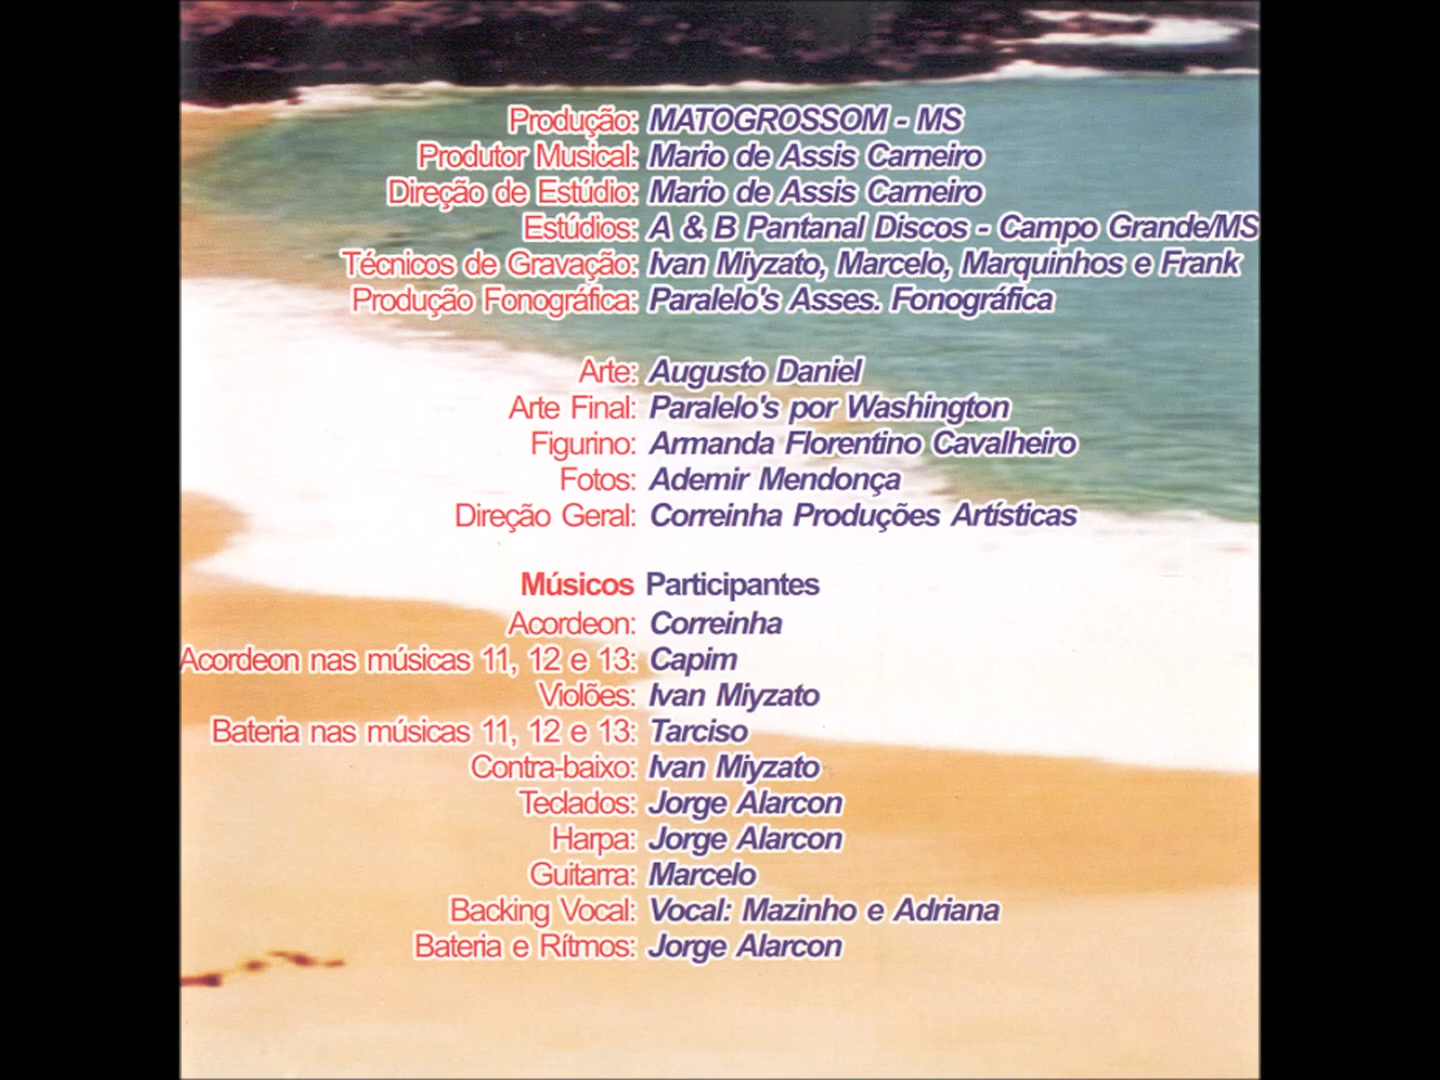 Produção: MATOGROSSOM - MS
Produtor Musical: Mario de Assis Carneiro
Direção de Estúdio: Mario de Assis Carneiro
Estúdios: A & B Pantanal Discos - Campo Grande/MS
Técnicos de Gravação: Ivan Miyzato, Marcelo, Marquinhos e Frank
Produção Fonográfica: Paralelo's Asses. Fonográfica
Arte: Augusto Daniel
Arte Final: Paralelo's por Washington
Figurino: Armanda Florentino Cavalheiro
Fotos: Ademir Mendonça
Direção Geral: Correinha Produções Artísticas
Músicos Participantes
Acordeon: Correinha
Acordeon nas músicas 11, 12 e 13: Capim
Violões: Ivan Miyzato
Bateria nas músicas 11, 12 e 13: Tarciso
Contra-baixo: Ivan Miyzato
Teclados: Jorge Alarcon
Harpa: Jorge Alarcon
Guitarra: Marcelo
Backing Vocal: Vocal: Mazinho e Adriana
Bateria e Rítmos: Jorge Alarcon